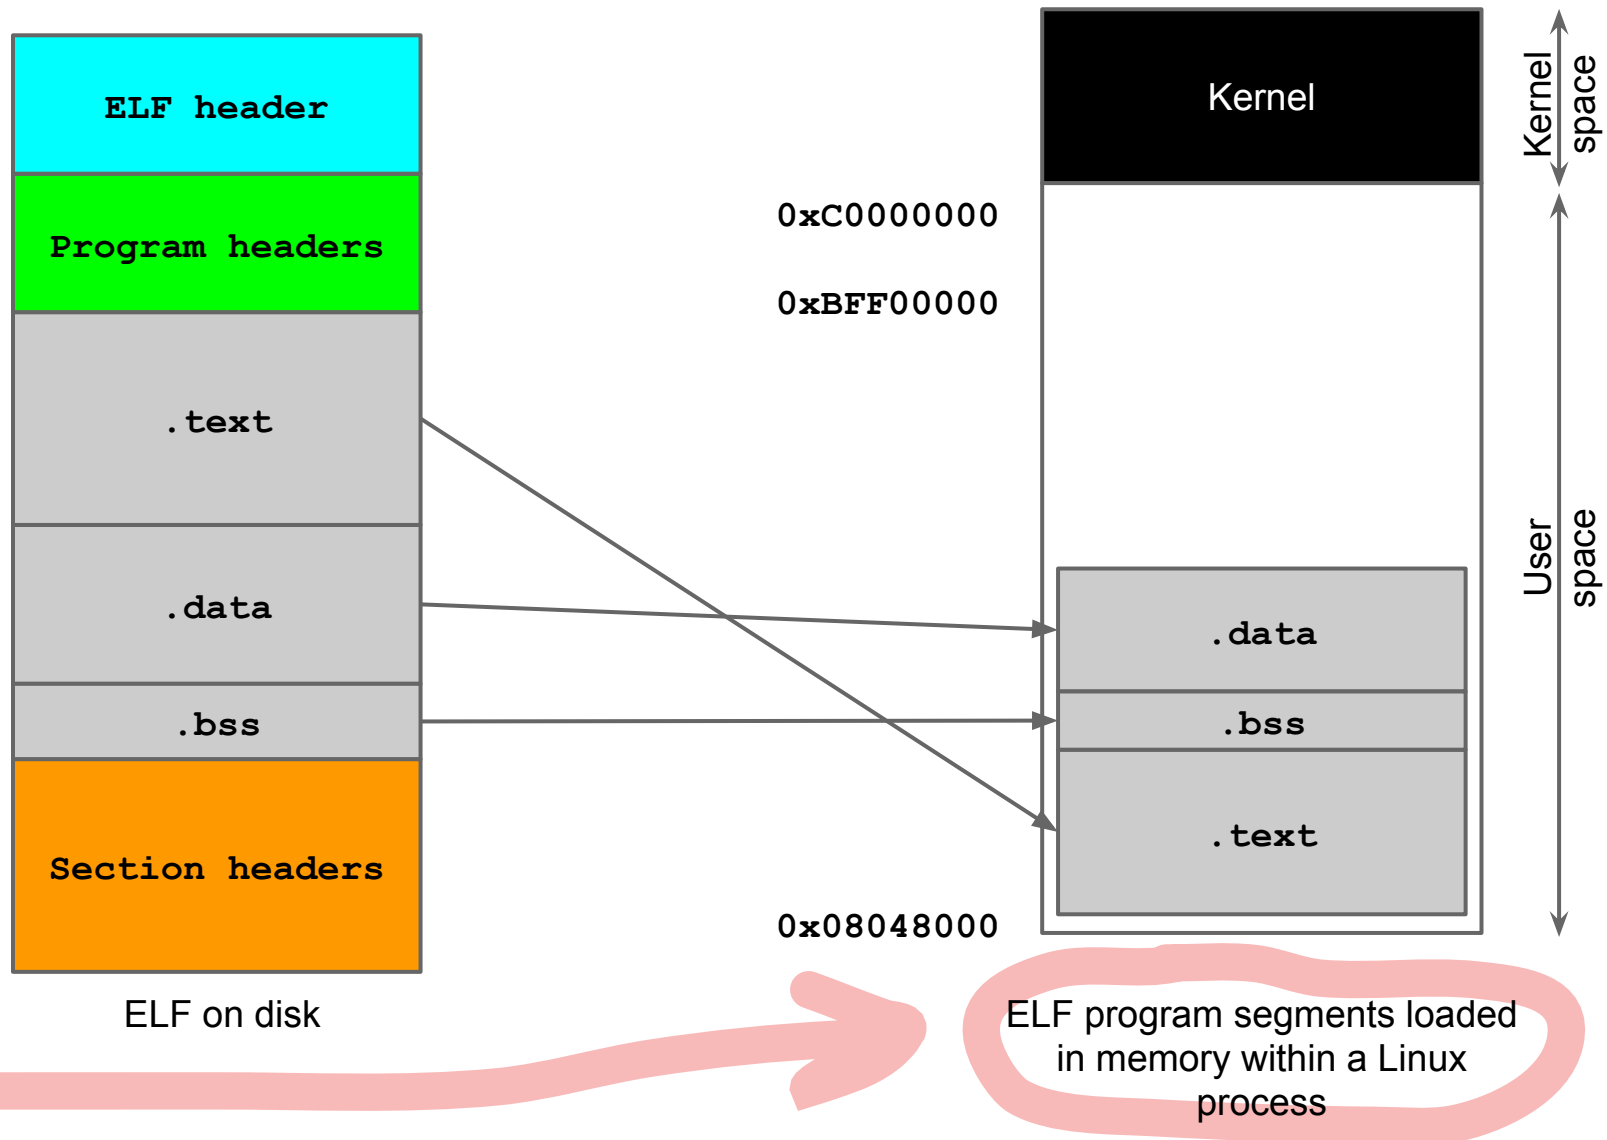 ELF header
Program headers
.text
.data
.bss
Section headers
ELF on disk
0xC0000000
0xBFF00000
0x08048000
Kernel
.data
.bss
.text
ELF program segments loaded
in memory within a Linux
process
Kernel
space
User
space